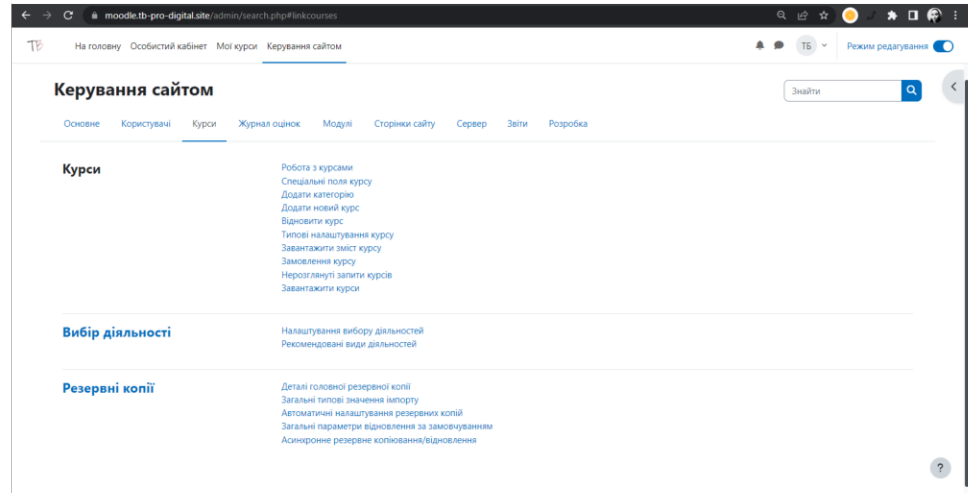 moodle.tb-pro-digital.site/admin/search.php#linkcourses
ТВ На головну Особистий кабінет Мої курси Керування сайтом ТБ Режим редагування
Керування сайтом
Знайти
Основне Користувачі Курси Журнал оцінок Модулі Сторінки сайту Сервер Звіти Розробка
Курси
Робота з курсами
Спеціальні поля курсу
Додати категорію
Додати новий курс
Відновити курс
Типові налаштування курсу
Завантажити зміст курсу
Замовлення курсу
Нерозглянуті запити курсів
Завантажити курси
Вибір діяльності
Налаштування вибору діяльностей
Рекомендовані види діяльностей
Резервні копії
Деталі головної резервної копії
Загальні типові значення імпорту
Автоматичні налаштування резервних копій
Загальні параметри відновлення за замовчуванням
Асинхронне резервне копіювання/відновлення
?